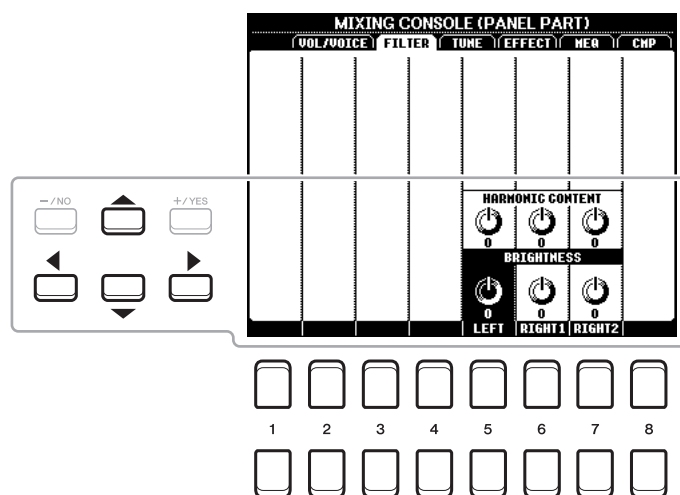 MIXING CONSOLE (PANEL PART)
VOL/VOICE FILTER TUNE EFFECT MEQ CMP
-/NO +/YES
HARMONIC CONTENT
0 0 0
BRIGHTNESS
0 0 0
LEFT RIGHT1 RIGHT2
1 2 3 4 5 6 7 8